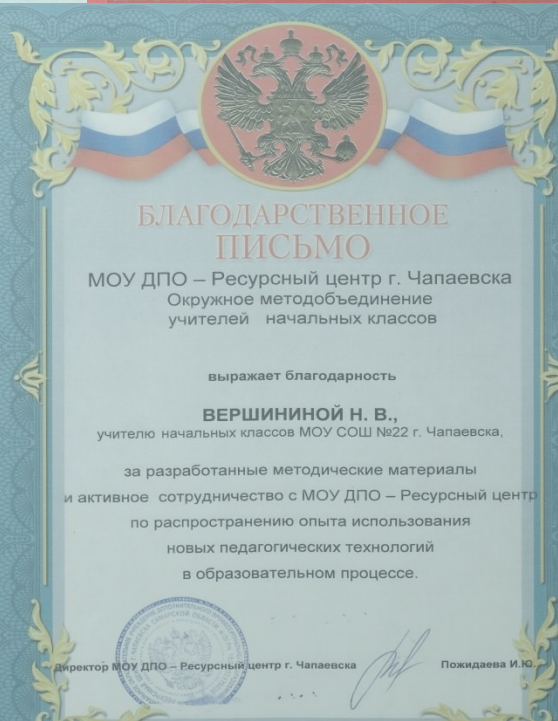 БЛАГОДАРСТВЕННОЕ
ПИСЬМО
МОУ ДПО – Ресурсный центр г. Чапаевска
Окружное методобъединение
учителей начальных классов
выражает благодарность
ВЕРШИНИНОЙ Н. В.,
учителю начальных классов МОУ СОШ №22 г. Чапаевска,
за разработанные методические материалы
и активное сотрудничество с МОУ ДПО – Ресурсный центр
по распространению опыта использования
новых педагогических технологий
в образовательном процессе.
Директор МОУ ДПО – Ресурсный центр г. Чапаевска Пожидаева И.Ю.